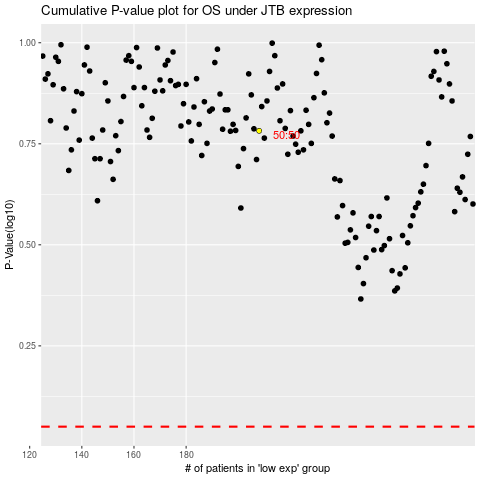 Cumulative P-value plot for OS under JTB expression
P-Value(log10)
1.00
0.75
0.50
0.25
50:50
120 140 160 180
# of patients in 'low exp' group